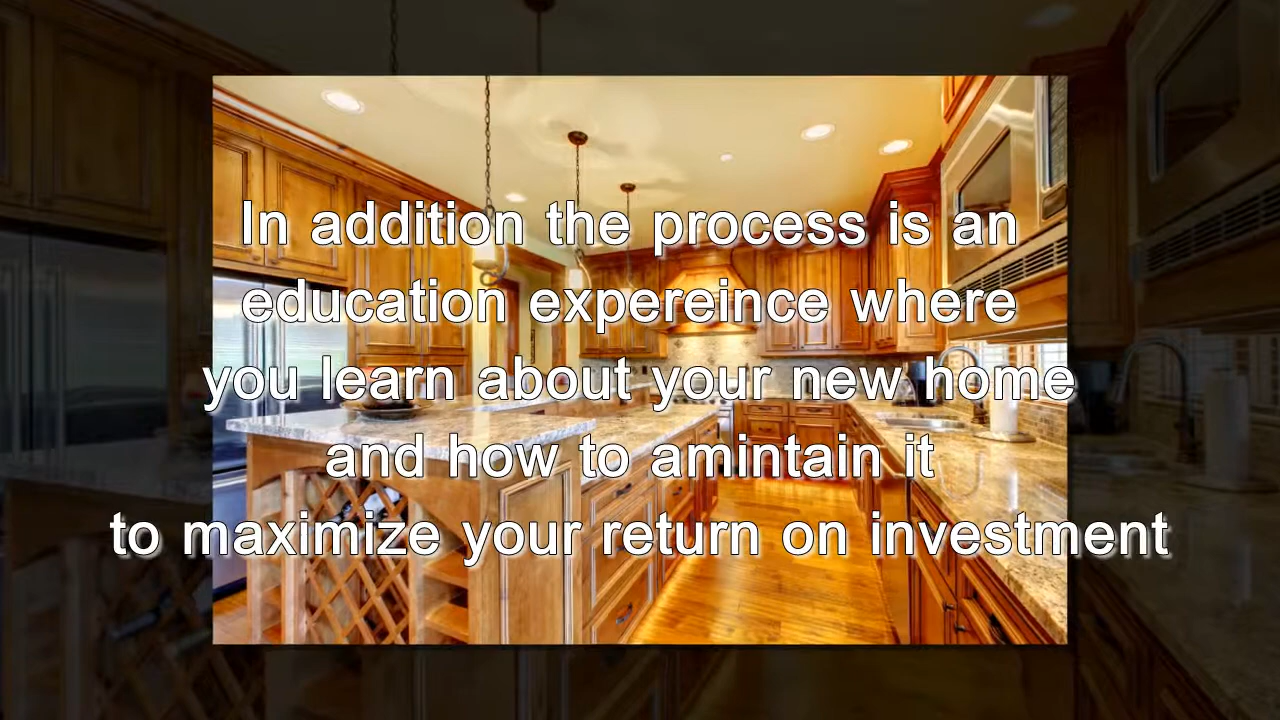 In addition the process is an
education expereince where
you learn about your new home
and how to amintain it
to maximize your return on investment